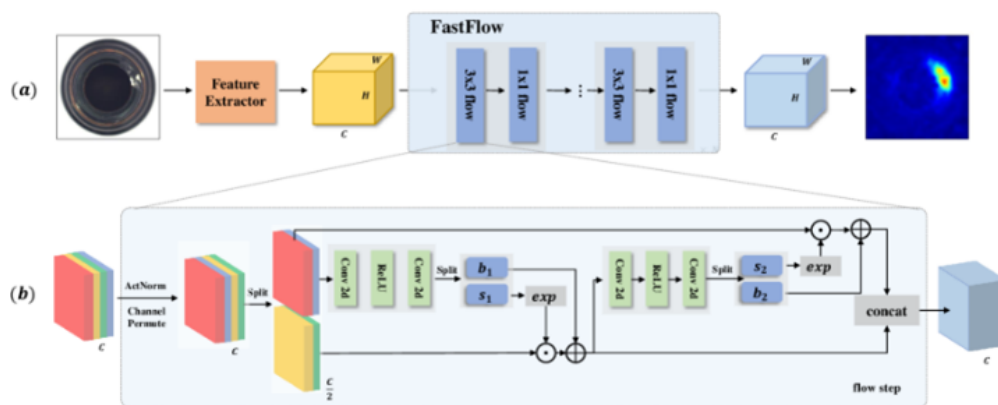 FastFlow
(a)
Feature
Extractor
W
H
C
3x3 flow
1x1 flow
3x3 flow
1x1 flow
W
H
C
(b)
C
ActNorm
Channel
Permute
C
Split
C/2
Conv 2d
ReLU
Conv 2d
Split
b1
s1
exp
Conv 2d
ReLU
Conv 2d
Split
s2
b2
exp
concat
C
flow step